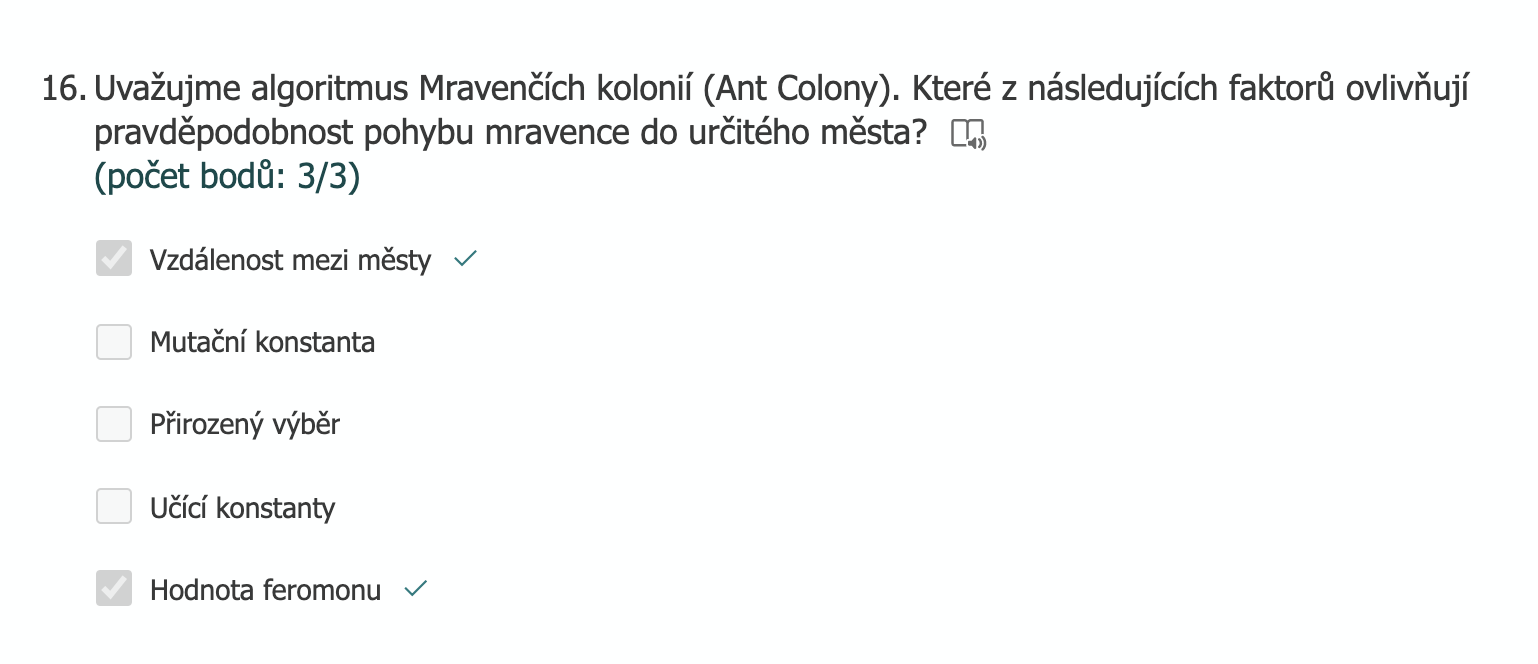 16. Uvažujme algoritmus Mravenčích kolonií (Ant Colony). Které z následujících faktorů ovlivňují
pravděpodobnost pohybu mravence do určitého města?
(počet bodů: 3/3)
Vzdálenost mezi městy
Mutační konstanta
Přirozený výběr
Učící konstanty
Hodnota feromonu